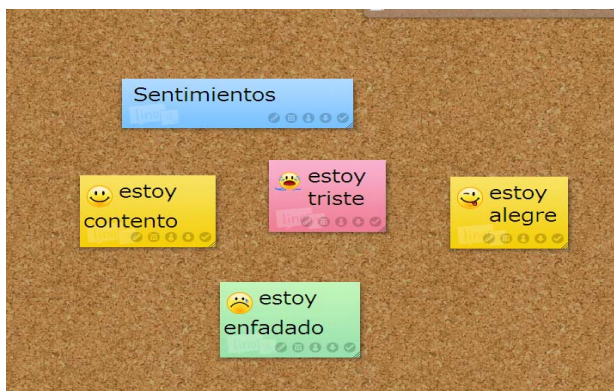 Sentimientos
estoy
contento
estoy
triste
estoy
alegre
estoy
enfadado